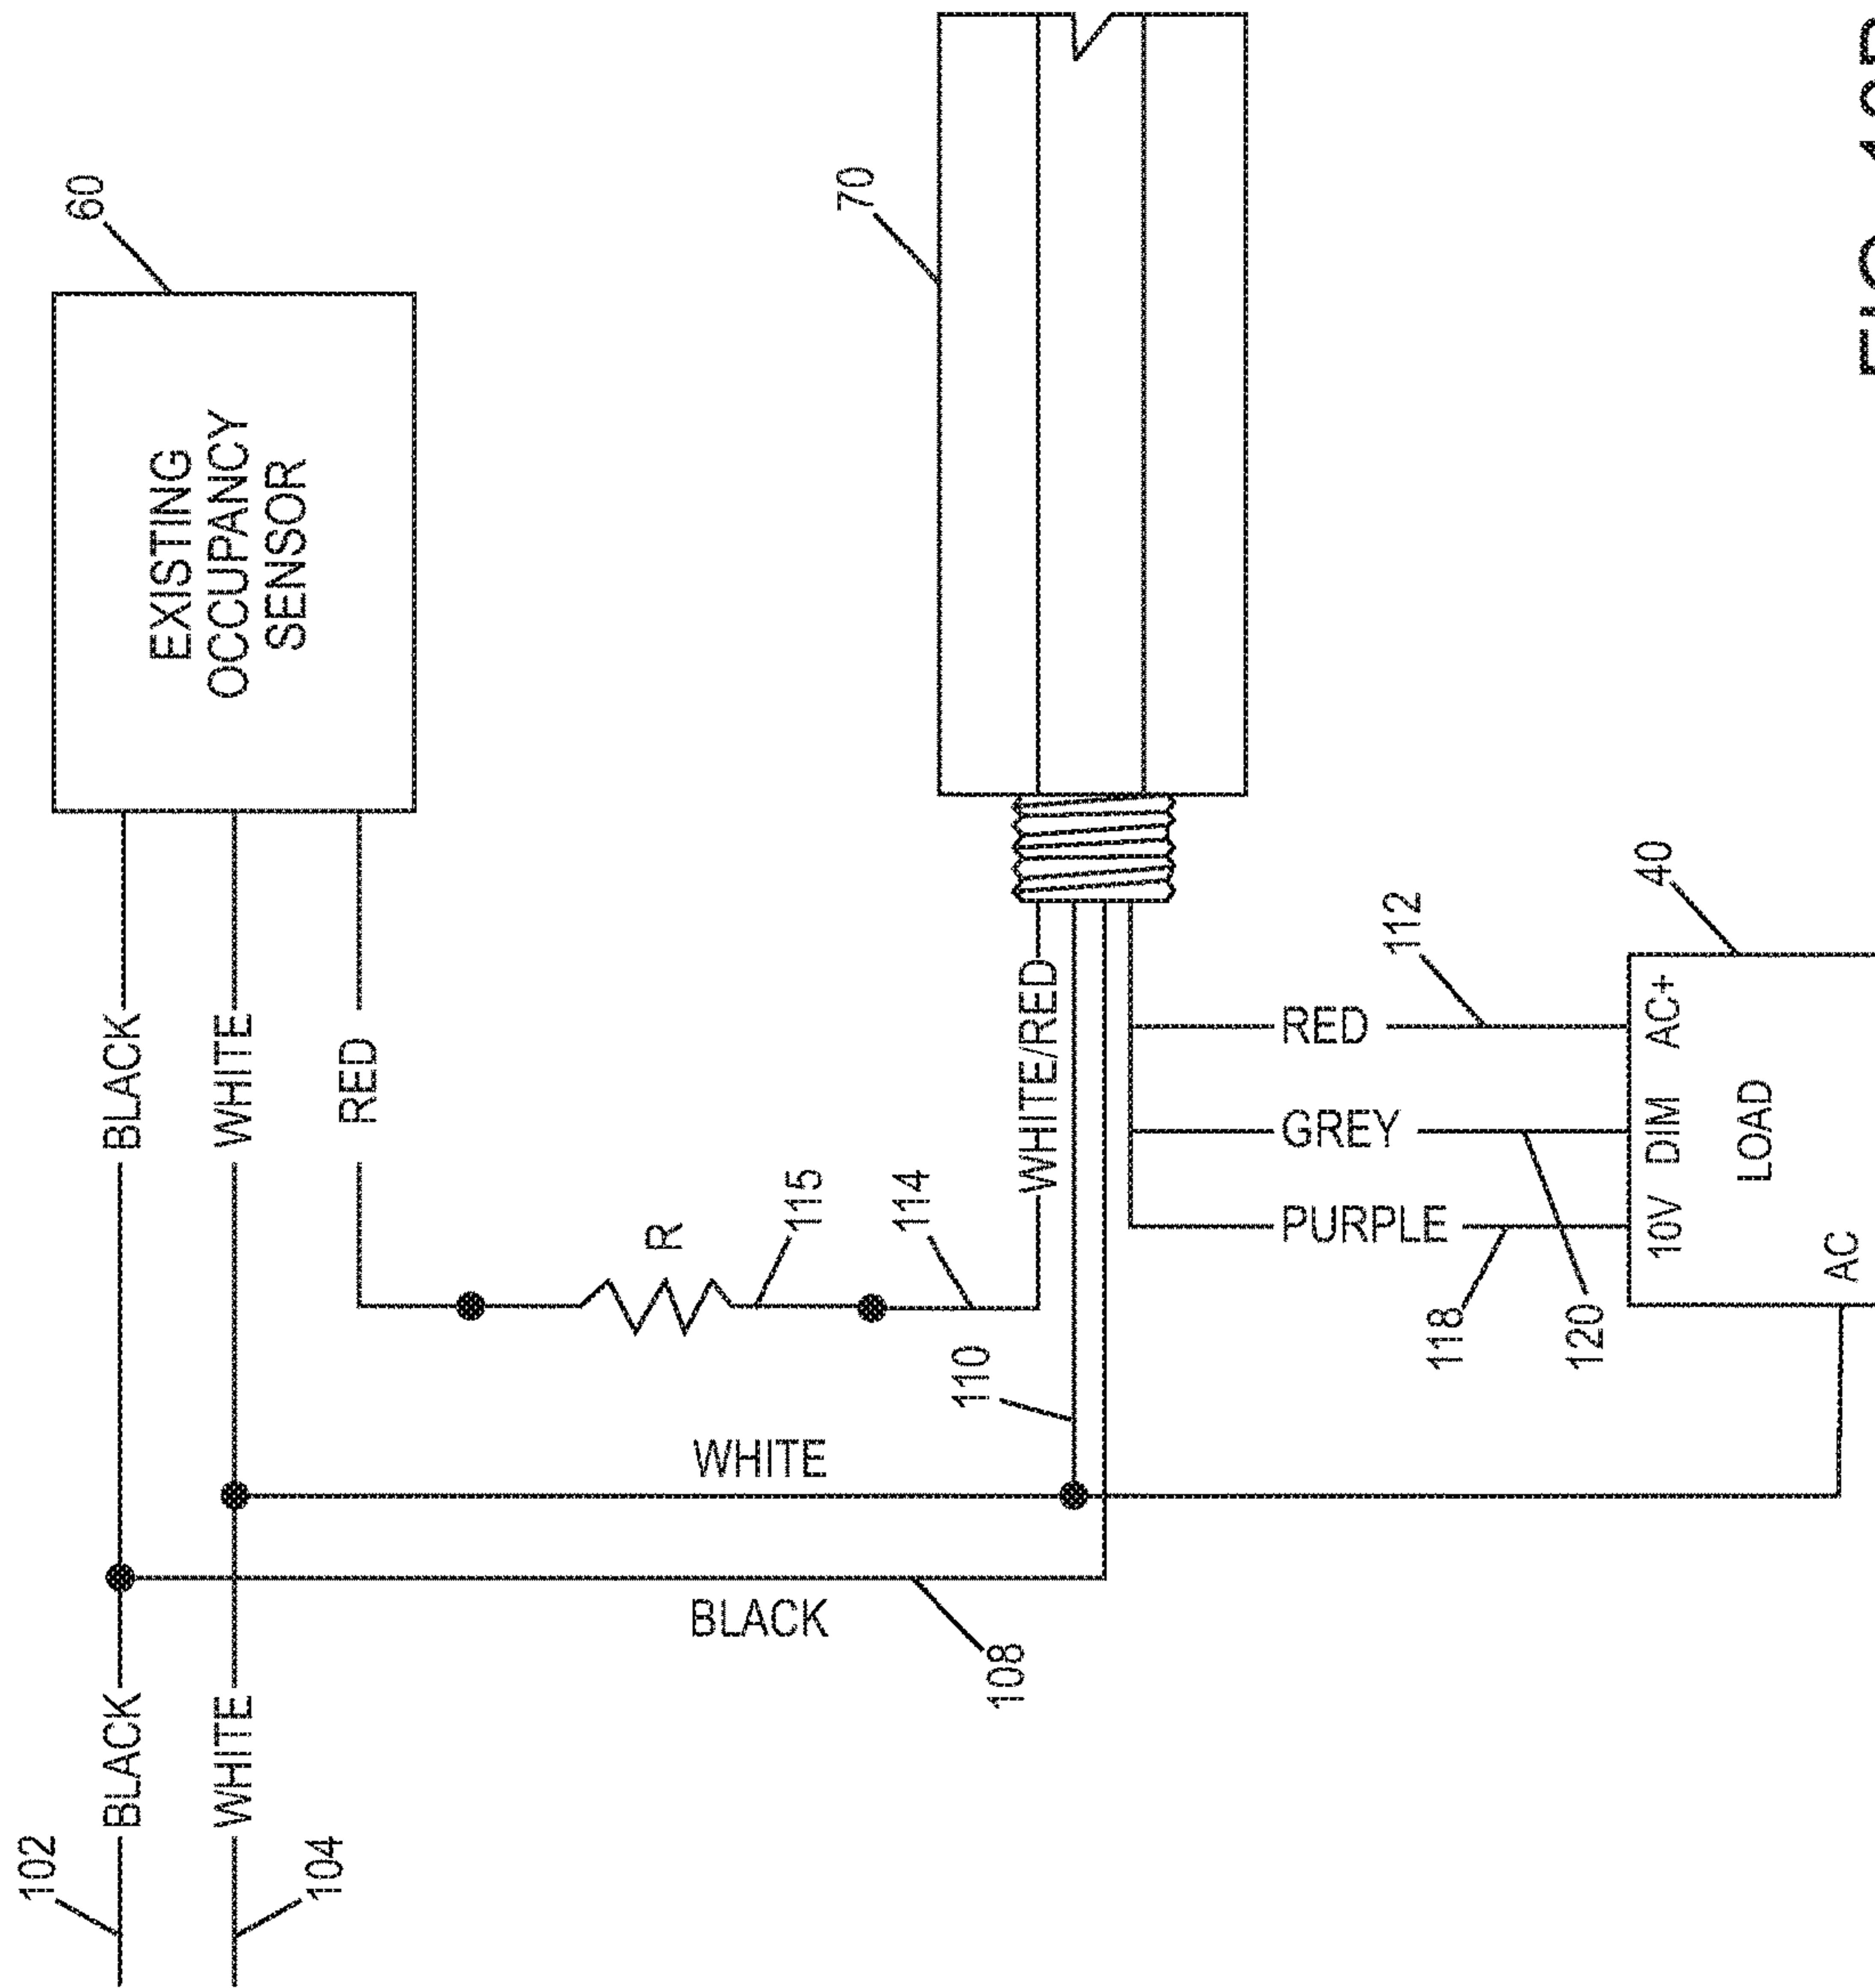 102
60
BLACK
BLACK
EXISTING
OCCUPANCY
SENSOR
WHITE
WHITE
104
RED
R
115
70
114
WHITE
BLACK
110
108
WHITE/RED
PURPLE
GREY
RED
112
118
120
40
10V DIM AC+
LOAD
AC